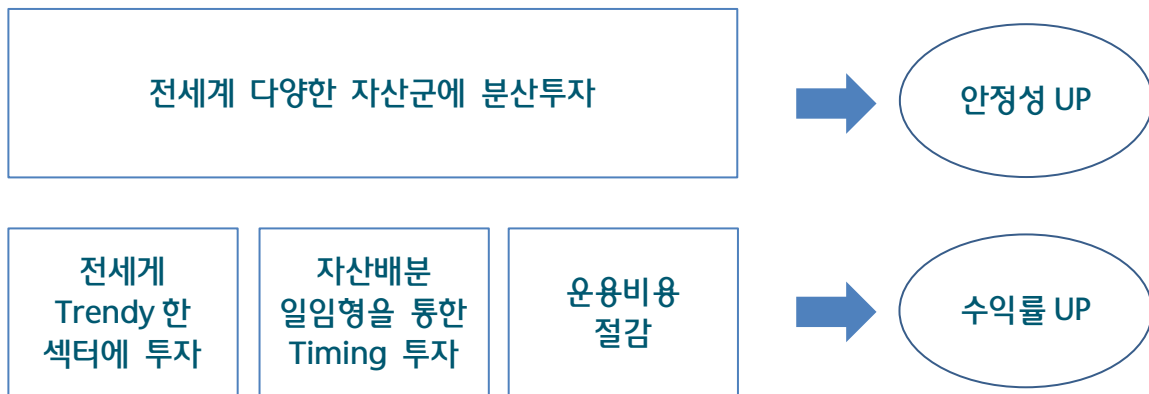 전세계 다양한 자산군에 분산투자
안정성 UP
전세게
Trendy 한
섹터에 투자
자산배분
일임형을 통한
Timing 투자
운용비용
절감
수익률 UP